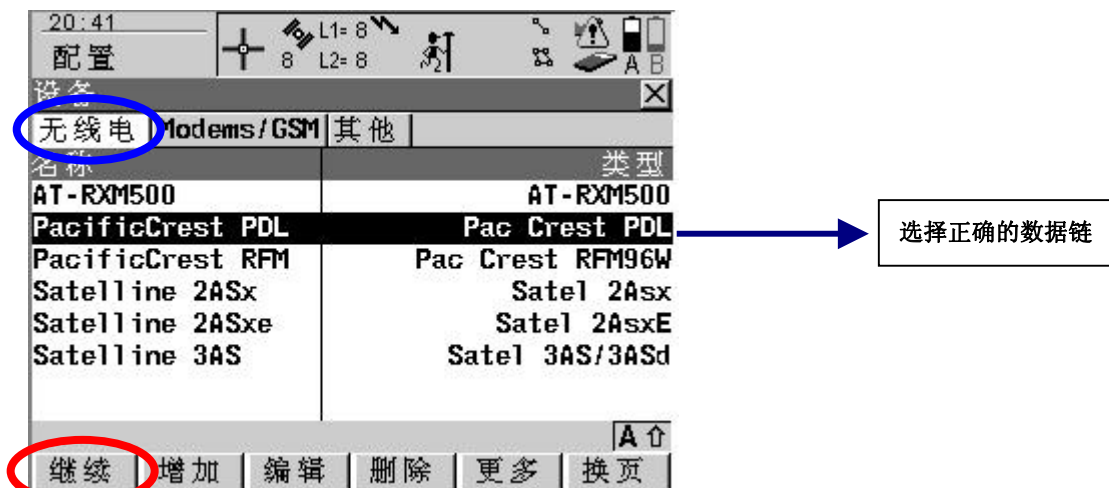 20:41
配置
8
L1= 8
L2= 8
A B
设备
无线电 Modems/GSM 其他
名称 类型
AT-RXM500 AT-RXM500
PacificCrest PDL Pac Crest PDL
PacificCrest RFM Pac Crest RFM96W
Satelline 2ASx Satel 2Asx
Satelline 2ASxe Satel 2AsxE
Satelline 3AS Satel 3AS/3ASd
A
继续 增加 编辑 删除 更多 换页
选择正确的数据链